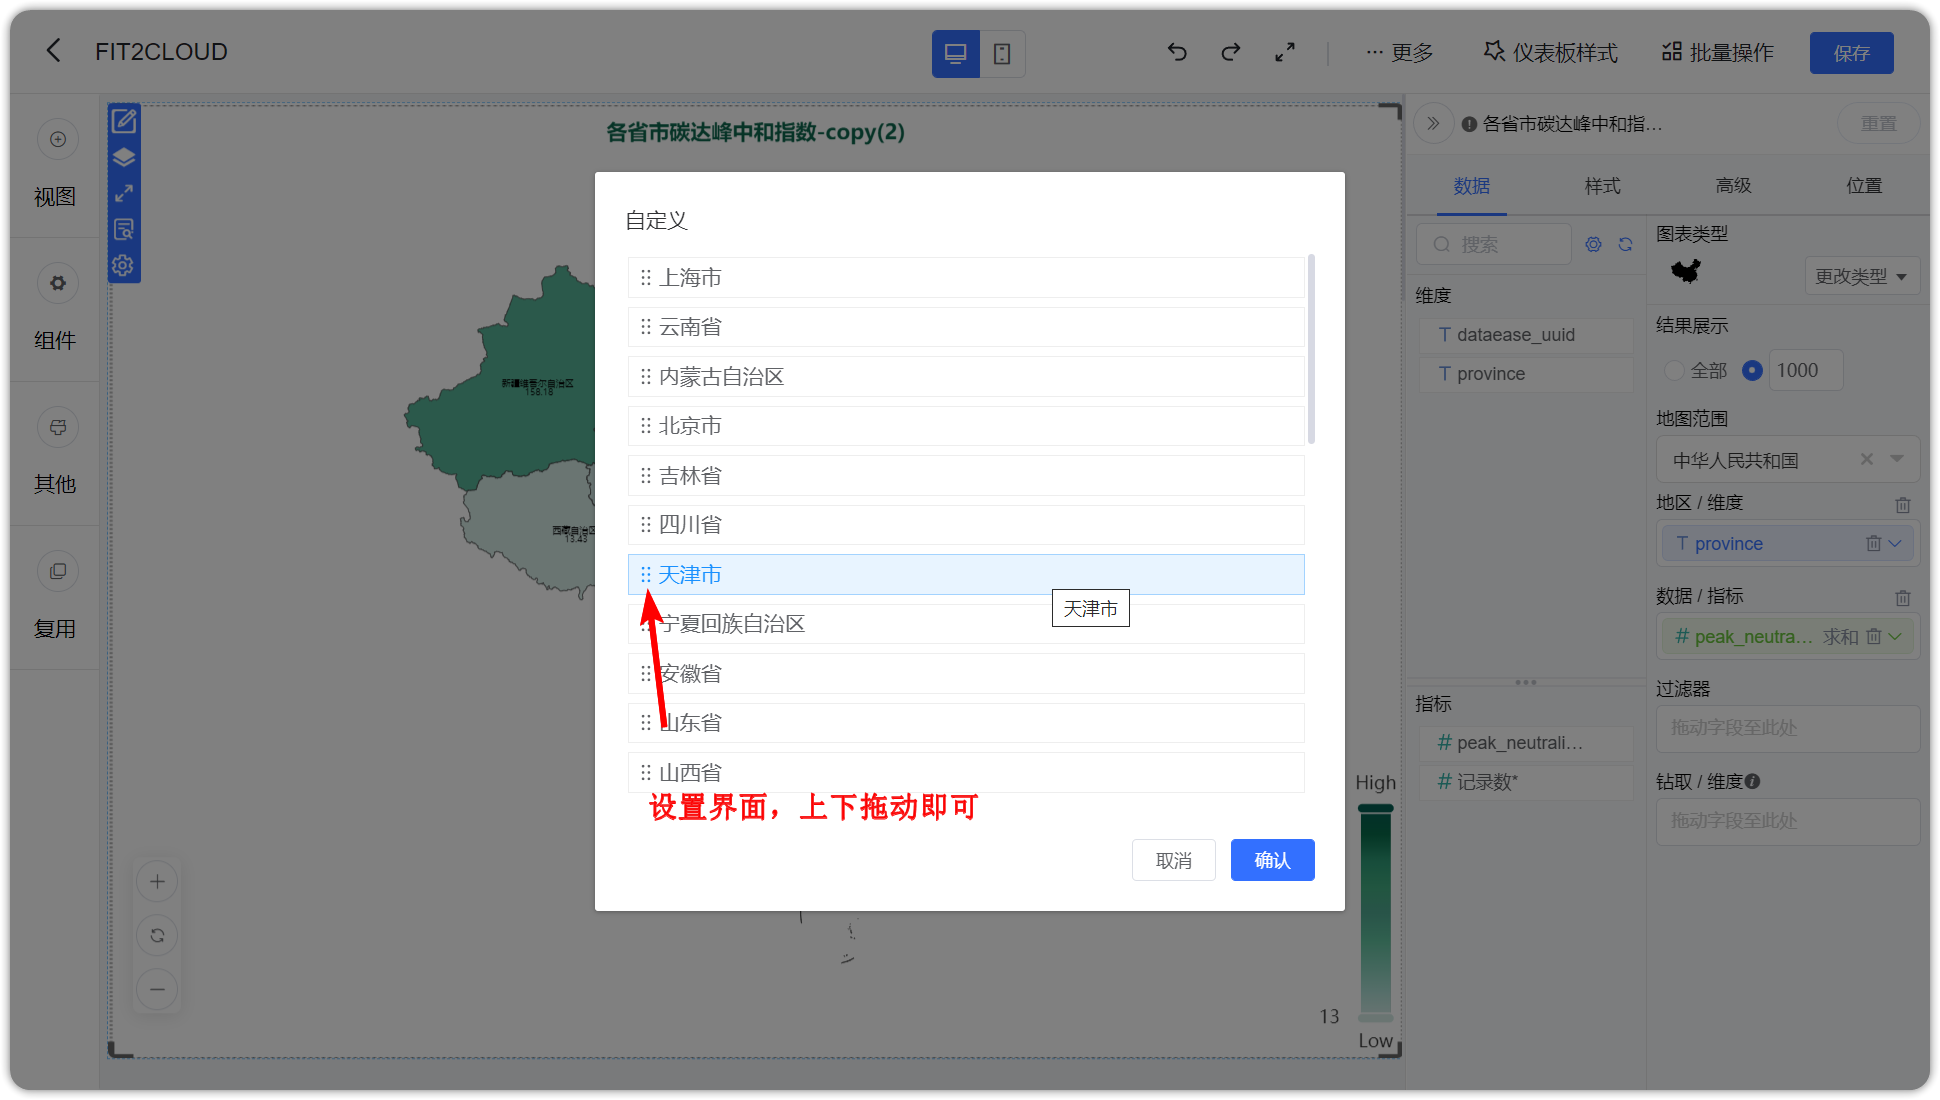 FIT2CLOUD
更多
仪表板样式
批量操作
保存
视图
组件
其他
复用
各省市碳达峰中和指数-copy(2)
新疆维吾尔自治区
158.18
西藏自治区
13.43
自定义
上海市
云南省
内蒙古自治区
北京市
吉林省
四川省
天津市
天津市
宁夏回族自治区
安徽省
山东省
山西省
设置界面，上下拖动即可
取消
确认
High
13
Low
各省市碳达峰中和指...
重置
数据
样式
高级
位置
搜索
维度
T dataease_uuid
T province
指标
# peak_neutrali...
# 记录数*
图表类型
更改类型
结果展示
全部
1000
地图范围
中华人民共和国
地区 / 维度
T province
数据 / 指标
# peak_neutra... 求和
过滤器
拖动字段至此处
钻取 / 维度
拖动字段至此处